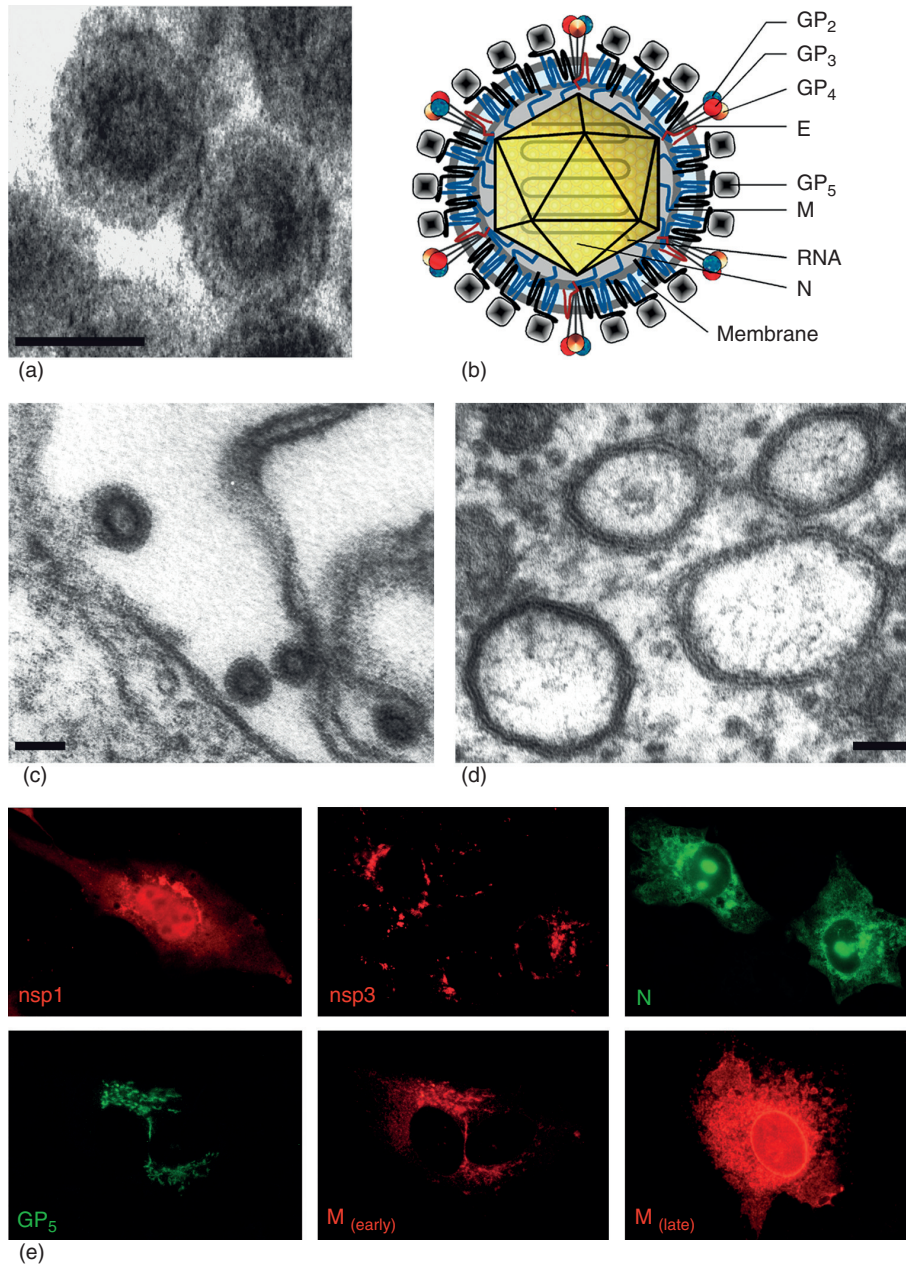 GP2
GP3
GP4
E
GP5
M
RNA
N
Membrane
(a)
(b)
(c)
(d)
nsp1
nsp3
N
GP5
M (early)
M (late)
(e)